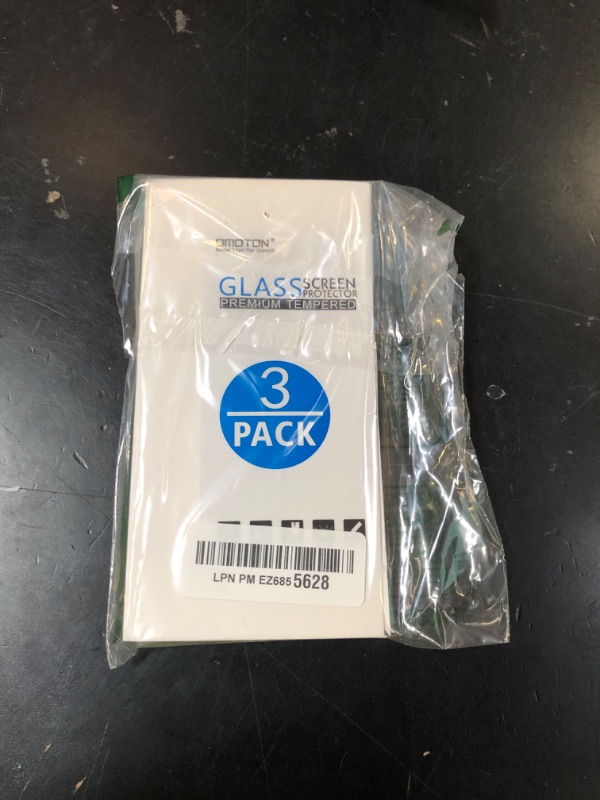 OMOTON®
GLASS SCREEN PROTECTOR
PREMIUM TEMPERED
3
PACK
LPN PM EZ685 5628